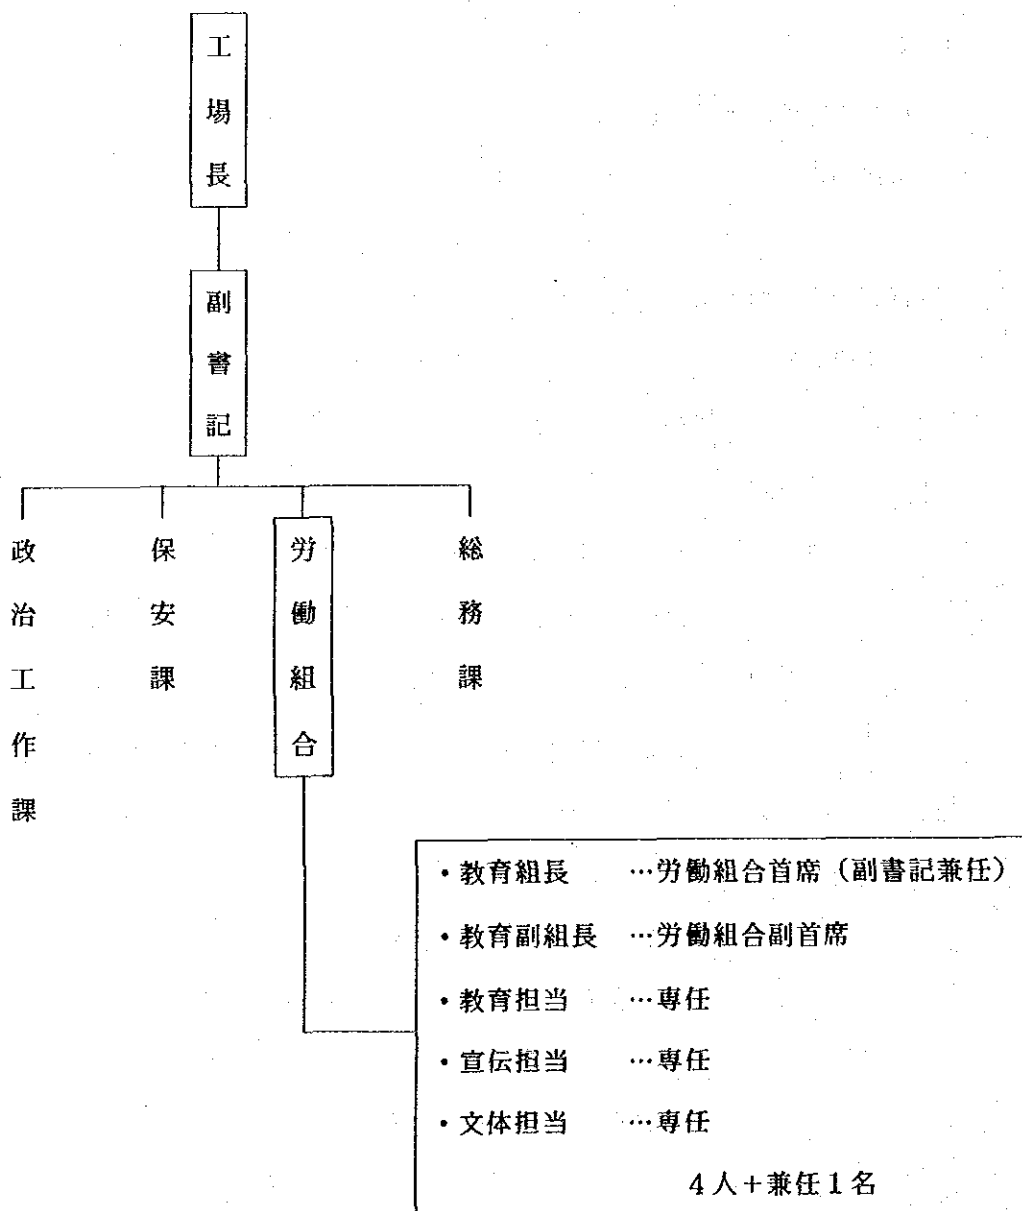 工場長
副書記
政治工作課
保安課
労働組合
総務課
・教育組長 …労働組合首席（副書記兼任）
・教育副組長 …労働組合副首席
・教育担当 …専任
・宣伝担当 …専任
・文体担当 …専任
4人＋兼任1名